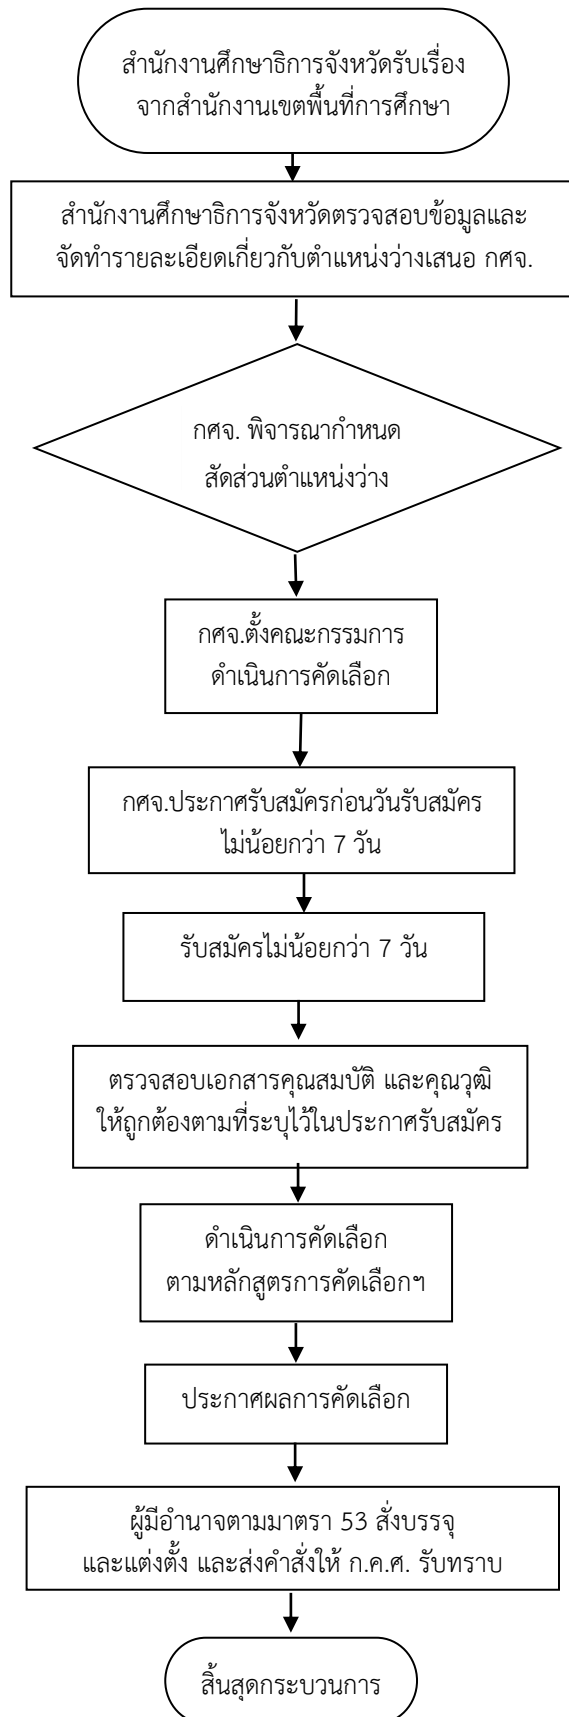 สำนักงานศึกษาธิการจังหวัดรับเรื่อง
จากสำนักงานเขตพื้นที่การศึกษา
สำนักงานศึกษาธิการจังหวัดตรวจสอบข้อมูลและ
จัดทำรายละเอียดเกี่ยวกับตำแหน่งว่างเสนอ กศจ.
กศจ. พิจารณากำหนด
สัดส่วนตำแหน่งว่าง
กศจ.ตั้งคณะกรรมการ
ดำเนินการคัดเลือก
กศจ.ประกาศรับสมัครก่อนวันรับสมัคร
ไม่น้อยกว่า 7 วัน
รับสมัครไม่น้อยกว่า 7 วัน
ตรวจสอบเอกสารคุณสมบัติ และคุณวุฒิ
ให้ถูกต้องตามที่ระบุไว้ในประกาศรับสมัคร
ดำเนินการคัดเลือก
ตามหลักสูตรการคัดเลือกฯ
ประกาศผลการคัดเลือก
ผู้มีอำนาจตามมาตรา 53 สั่งบรรจุ
และแต่งตั้ง และส่งคำสั่งให้ ก.ค.ศ. รับทราบ
สิ้นสุดกระบวนการ